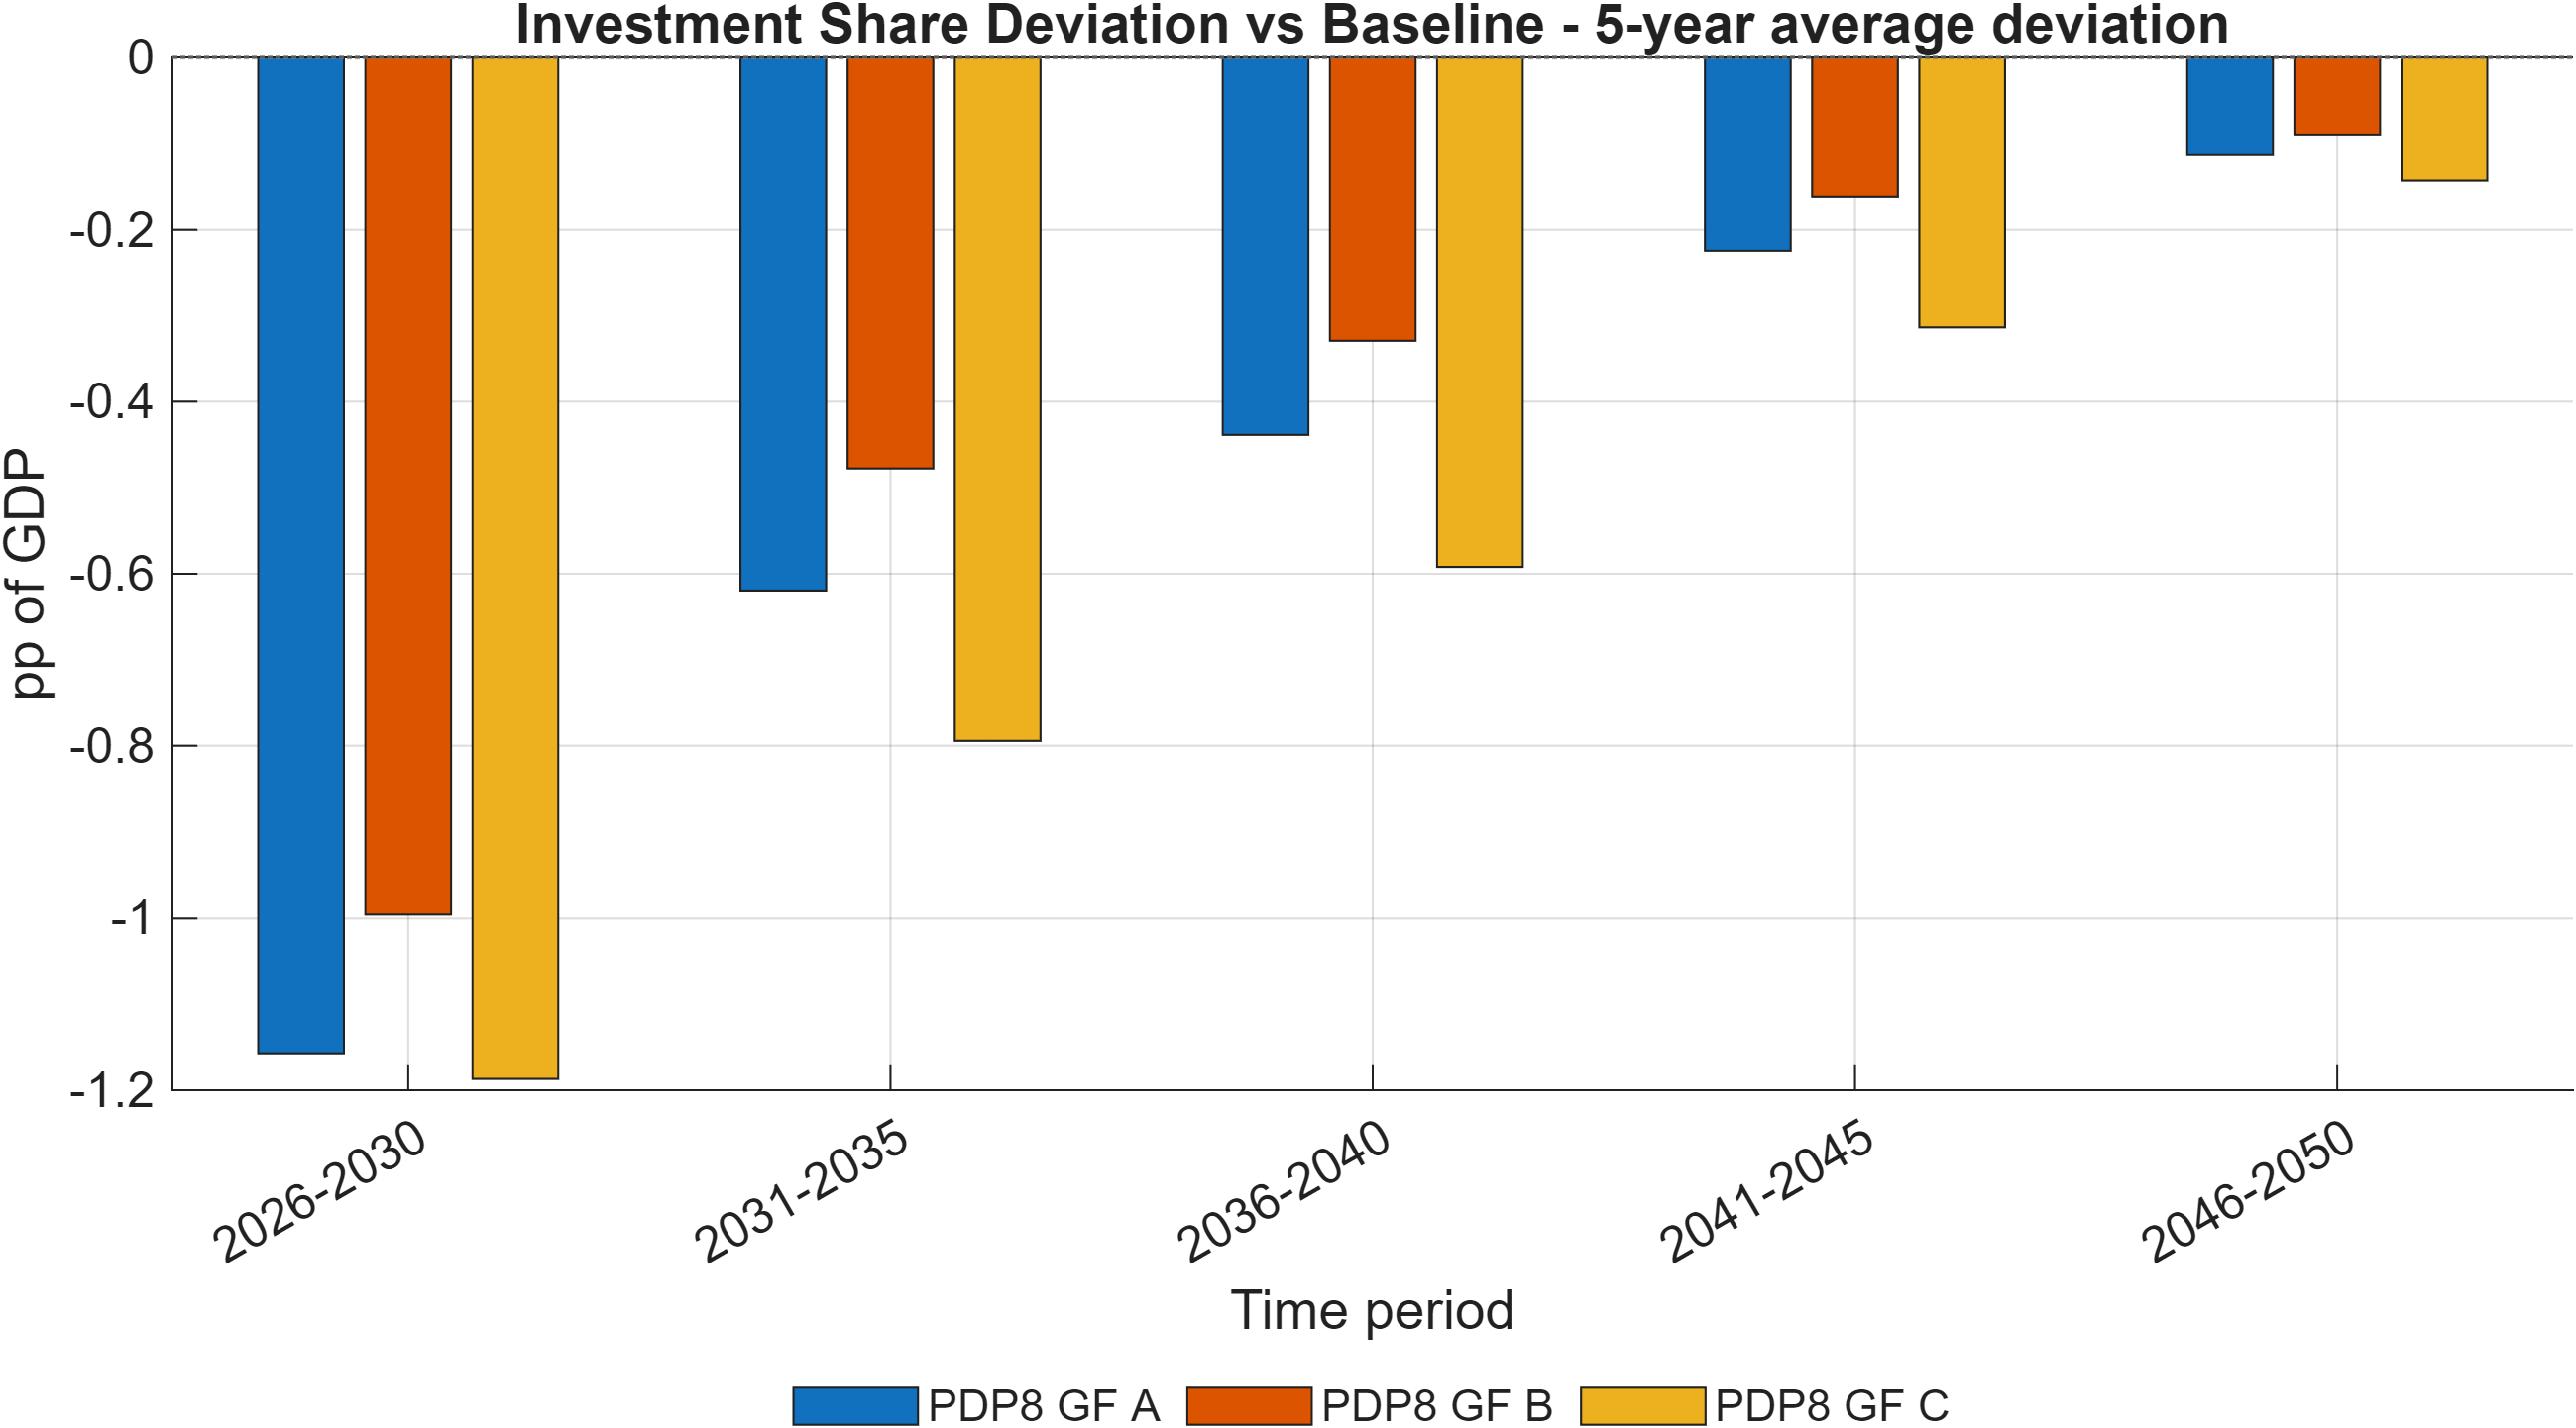 Investment Share Deviation vs Baseline - 5-year average deviation
0
-0.2
-0.4
-0.6
-0.8
-1
-1.2
pp of GDP
2026-2030
2031-2035
2036-2040
2041-2045
2046-2050
Time period
PDP8 GF A
PDP8 GF B
PDP8 GF C